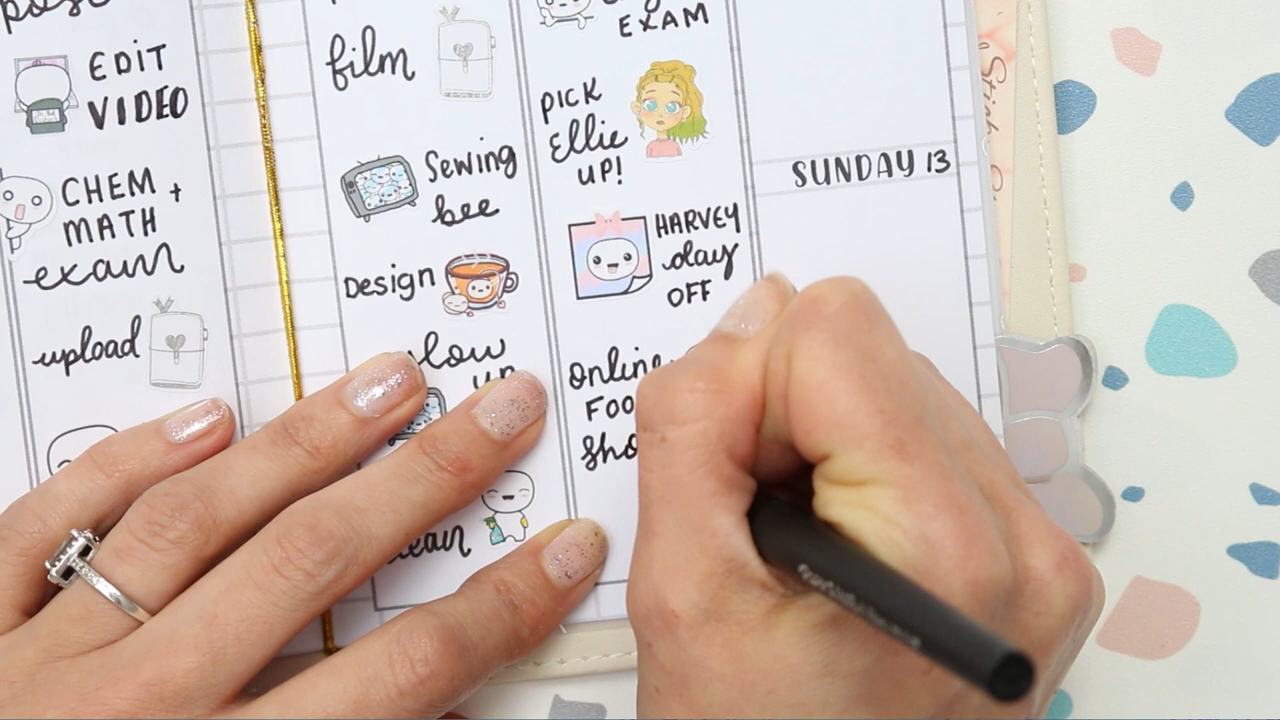 EDIT
VIDEO
CHEM +
MATH
exam
upload
film
Sewing
bee
Design
EXAM
PICK
Ellie
UP!
HARVEY
day
OFF
online
SUNDAY 13